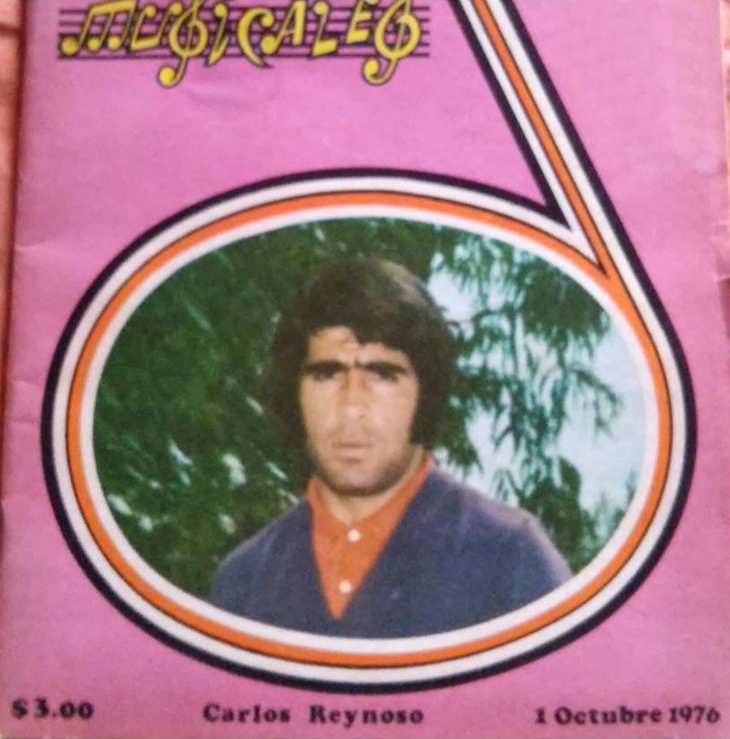 MUSICALES
$3.00 Carlos Reynoso 1 Octubre 1976